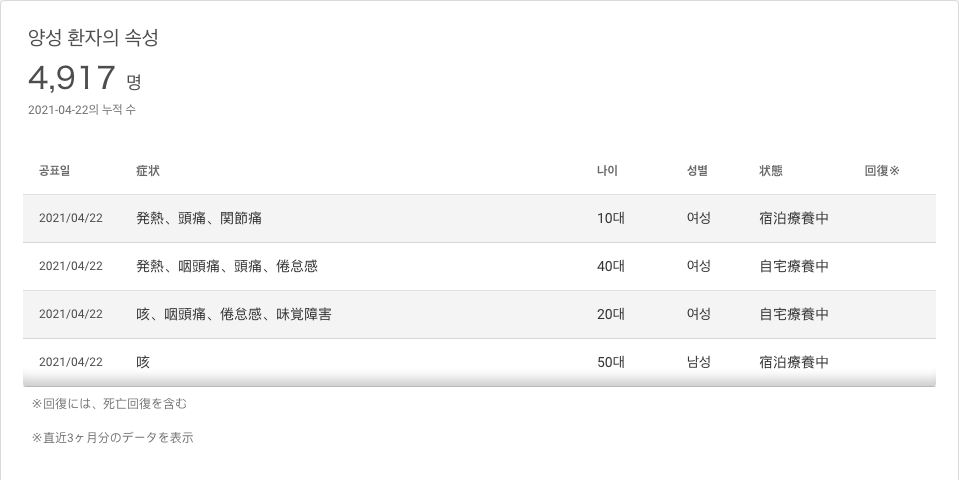 양성 환자의 속성
4,917 명
2021-04-22의 누적 수
공표일 症状 나이 성별 状態 回復※
2021/04/22 発熱、頭痛、関節痛 10대 여성 宿泊療養中
2021/04/22 発熱、咽頭痛、頭痛、倦怠感 40대 여성 自宅療養中
2021/04/22 咳、咽頭痛、倦怠感、味覚障害 20대 여성 自宅療養中
2021/04/22 咳 50대 남성 宿泊療養中
※回復には、死亡回復を含む
※直近3ヶ月分のデータを表示